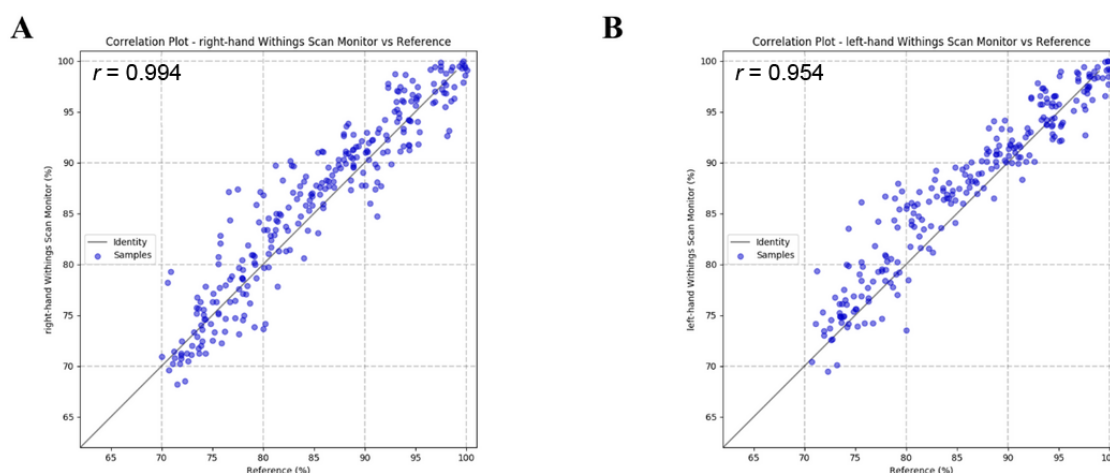 A
Correlation Plot - right-hand Withings Scan Monitor vs Reference
r = 0.994
right-hand Withings Scan Monitor (%)
100
95
90
85
80
75
70
65
Identity
Samples
65 70 75 80 85 90 95 100
Reference (%)
B
Correlation Plot - left-hand Withings Scan Monitor vs Reference
r = 0.954
left-hand Withings Scan Monitor (%)
100
95
90
85
80
75
70
65
Identity
Samples
65 70 75 80 85 90 95
Reference (%)